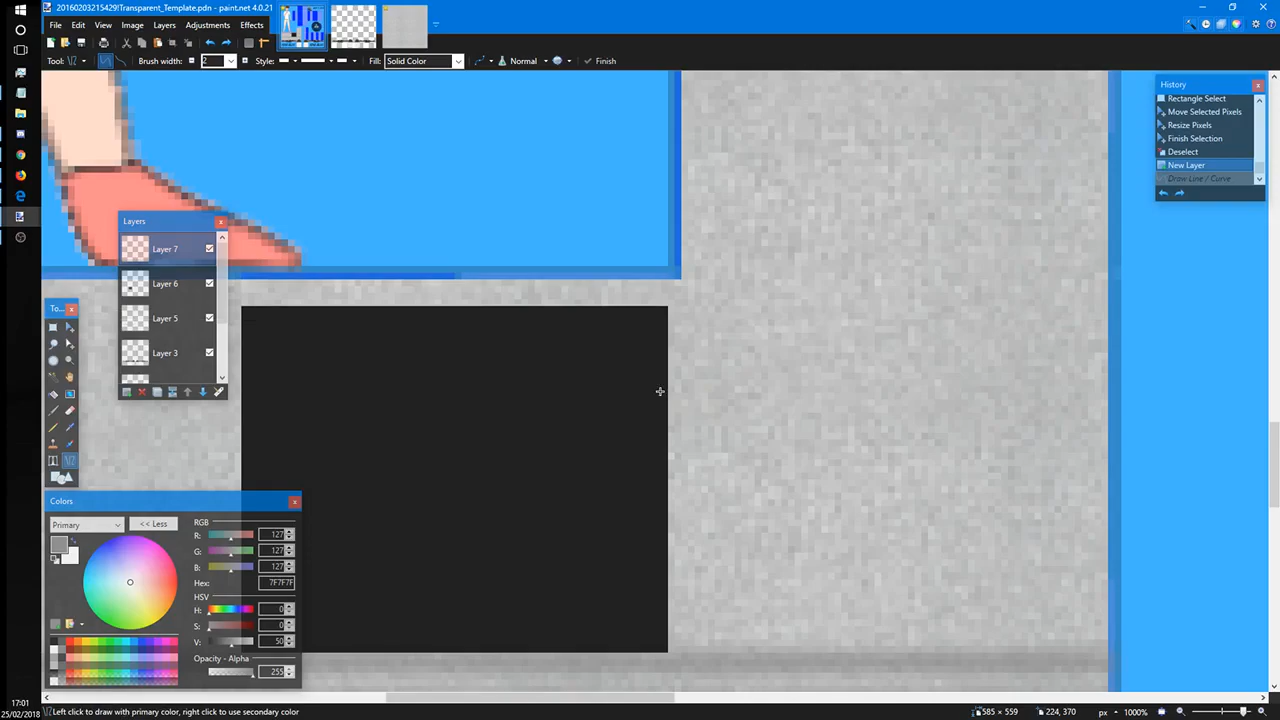 20160203215429!Transparent_Template.pdn - paint.net 4.0.21
File Edit View Image Layers Adjustments Effects
Tool: Brush width: 2 Style: Fill: Solid Color Normal Finish
History
Rectangle Select
Move Selected Pixels
Resize Pixels
Finish Selection
Deselect
New Layer
Draw Line / Curve
Layers
Layer 7
Layer 6
Layer 5
Layer 3
To...
Colors
Primary
<< Less
RGB
R: 127
G: 127
B: 127
Hex: 7F7F7F
HSV
H: 0
S: 0
V: 50
Opacity - Alpha
255
17:01
25/02/2018
Left click to draw with primary color, right click to use secondary color
585 × 559
224, 370
px
1000%